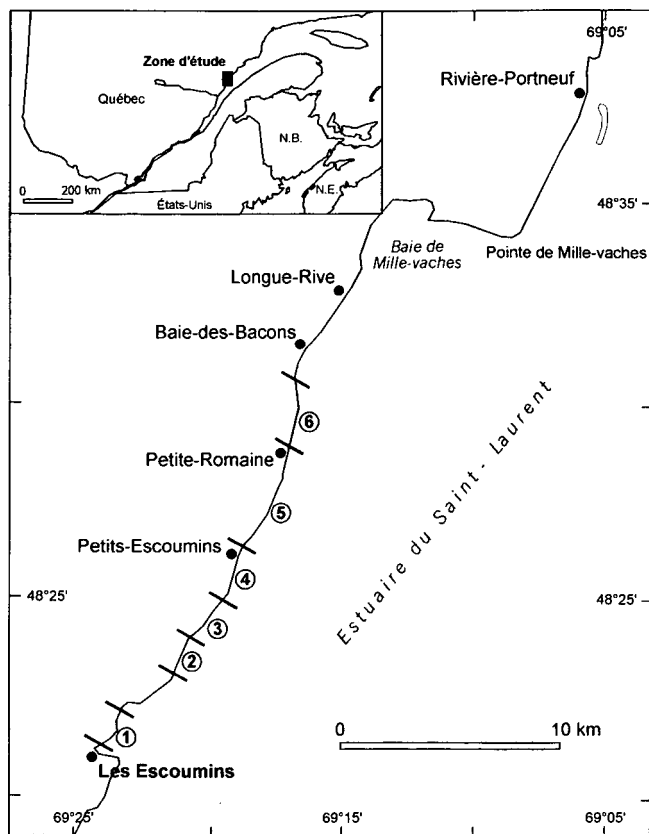 69°05'
Zone d'étude
Québec
N.B.
N.E.
0 200 km
États-Unis
Rivière-Portneuf
48°35'
Baie de
Mille-vaches
Pointe de Mille-vaches
Longue-Rive
Baie-des-Bacons
6
Petite-Romaine
5
Petits-Escoumins
4
Estuaire du Saint-Laurent
48°25'
48°25'
3
2
1
0 10 km
Les Escoumins
69°25'
69°15'
69°05'